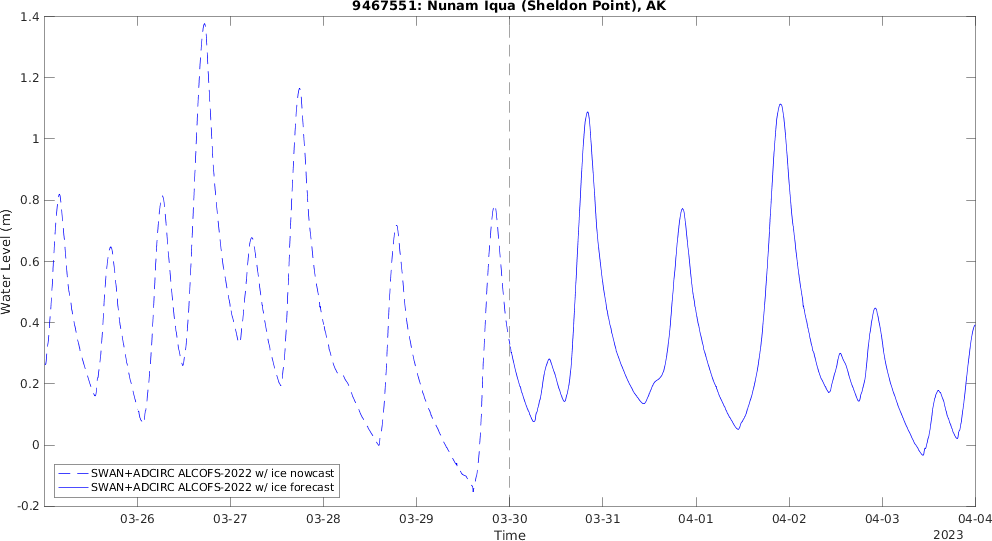 9467551: Nunam Iqua (Sheldon Point), AK
Water Level (m)
1.4
1.2
1
0.8
0.6
0.4
0.2
0
-0.2
SWAN+ADCIRC ALCOFS-2022 w/ ice nowcast
SWAN+ADCIRC ALCOFS-2022 w/ ice forecast
03-26 03-27 03-28 03-29 03-30 03-31 04-01 04-02 04-03 04-04
Time
2023